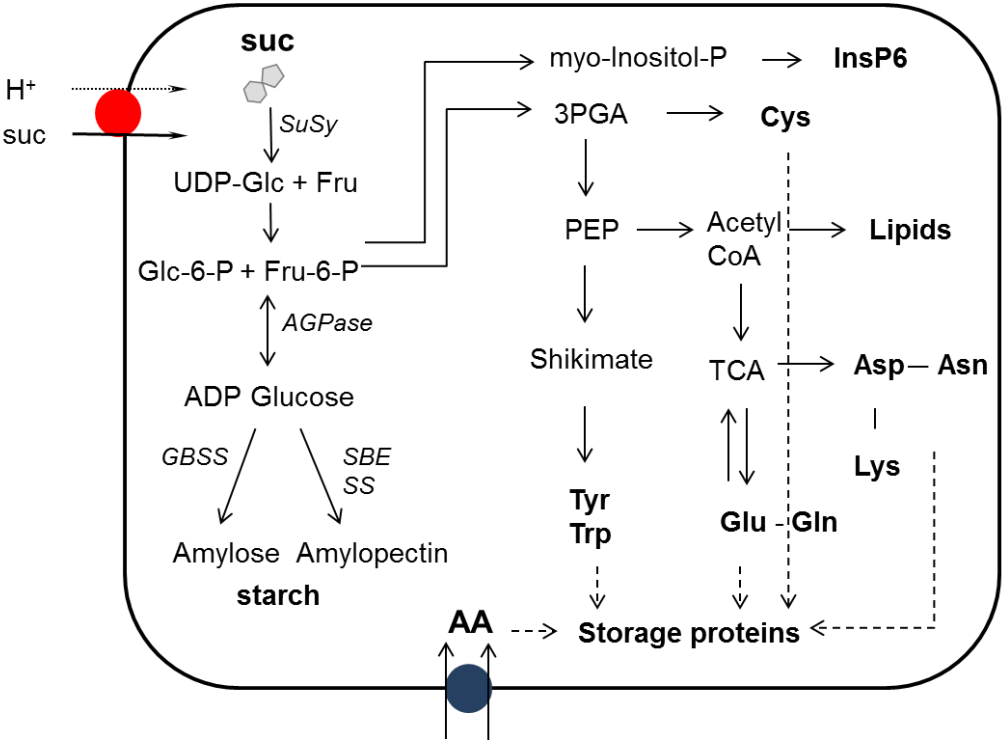 H+
suc
suc
SuSy
UDP-Glc + Fru
Glc-6-P + Fru-6-P
AGPase
ADP Glucose
GBSS
SBE
SS
Amylose
Amylopectin
starch
myo-Inositol-P
InsP6
3PGA
Cys
PEP
Acetyl
CoA
Lipids
Shikimate
TCA
Asp — Asn
Lys
Tyr
Trp
Glu - Gln
AA
Storage proteins